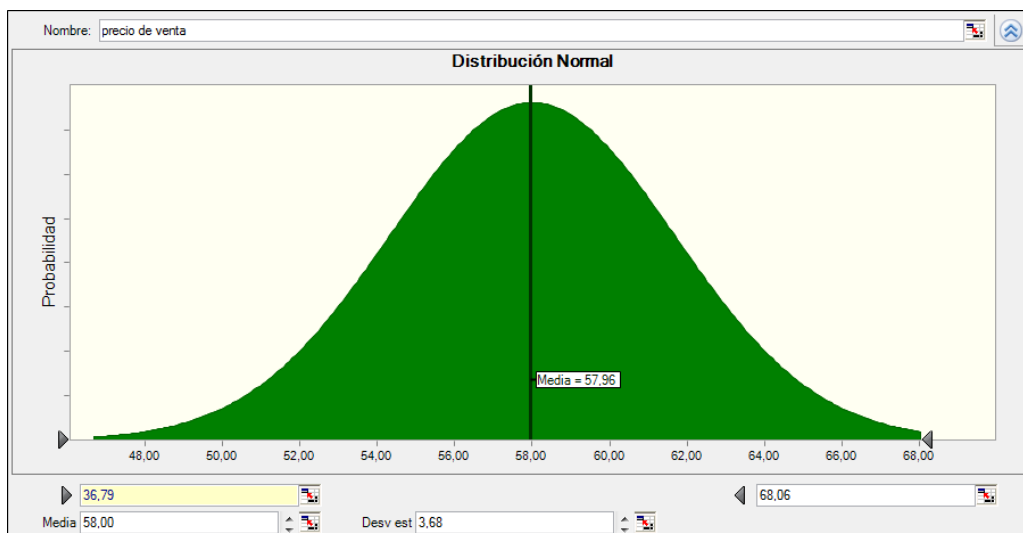 Nombre: precio de venta
Distribución Normal
Probabilidad
Media = 57,96
48,00 50,00 52,00 54,00 56,00 58,00 60,00 62,00 64,00 66,00 68,00
36,79 68,06
Media 58,00 Desv est 3,68